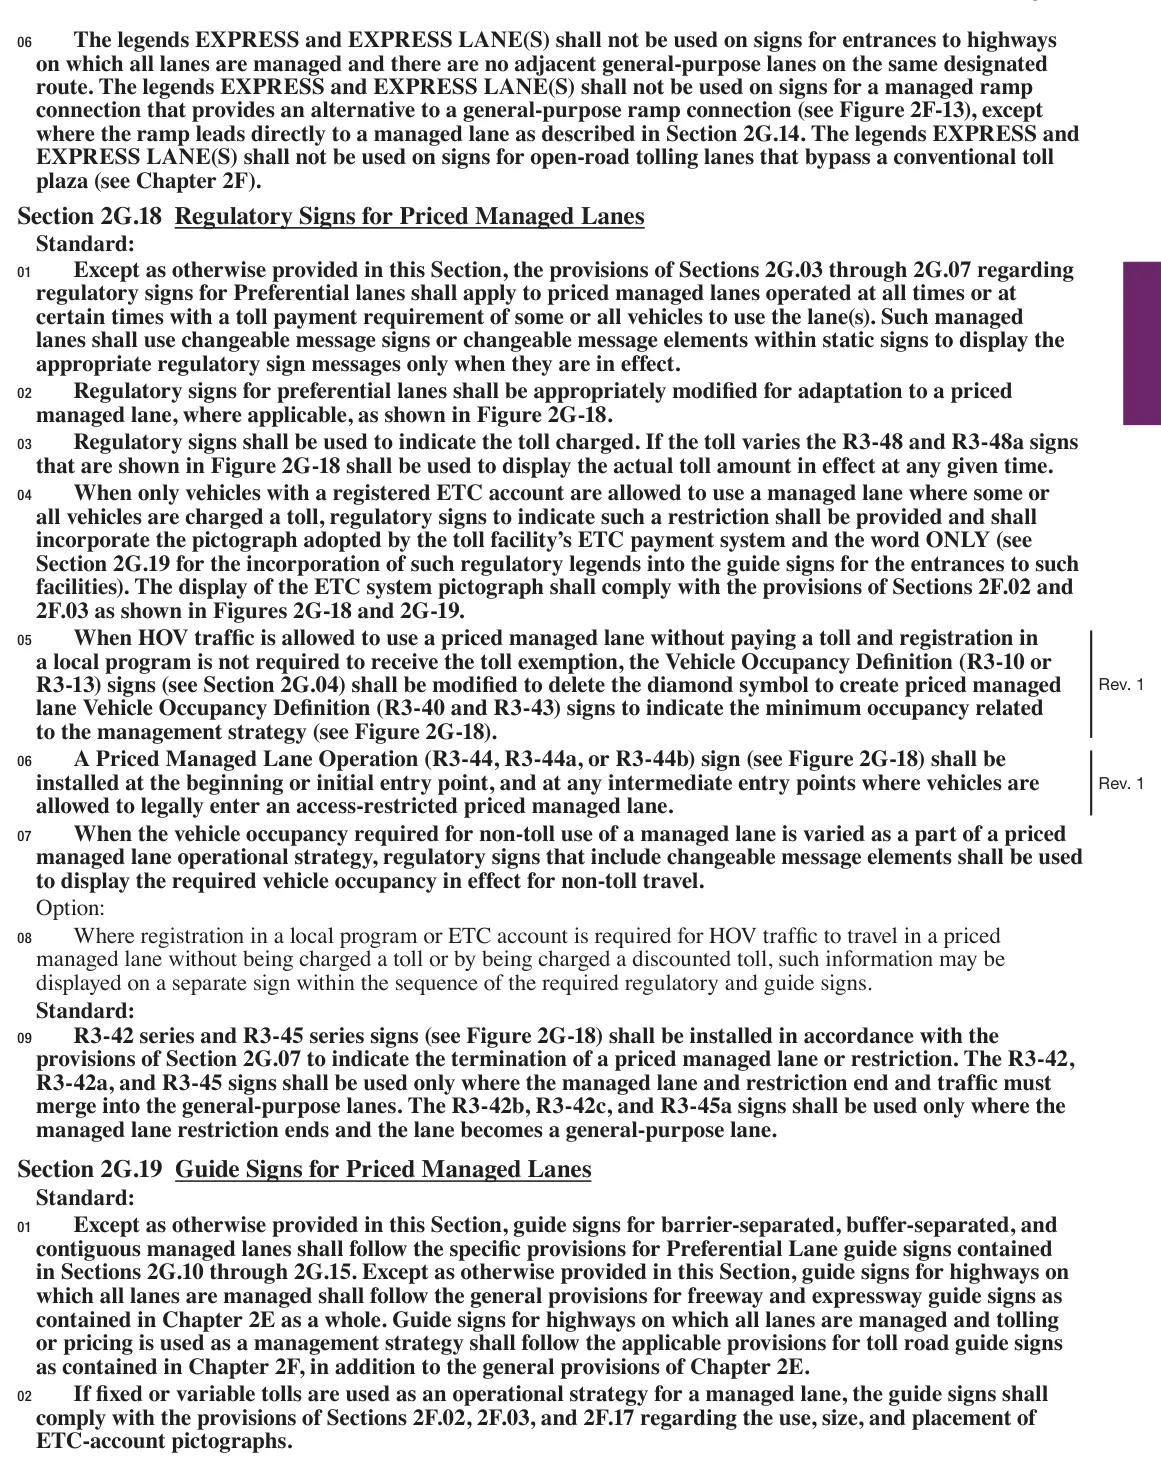 06 The legends EXPRESS and EXPRESS LANE(S) shall not be used on signs for entrances to highways
on which all lanes are managed and there are no adjacent general-purpose lanes on the same designated
route. The legends EXPRESS and EXPRESS LANE(S) shall not be used on signs for a managed ramp
connection that provides an alternative to a general-purpose ramp connection (see Figure 2F-13), except
where the ramp leads directly to a managed lane as described in Section 2G.14. The legends EXPRESS and
EXPRESS LANE(S) shall not be used on signs for open-road tolling lanes that bypass a conventional toll
plaza (see Chapter 2F).
Section 2G.18 Regulatory Signs for Priced Managed Lanes
Standard:
01 Except as otherwise provided in this Section, the provisions of Sections 2G.03 through 2G.07 regarding
regulatory signs for Preferential lanes shall apply to priced managed lanes operated at all times or at
certain times with a toll payment requirement of some or all vehicles to use the lane(s). Such managed
lanes shall use changeable message signs or changeable message elements within static signs to display the
appropriate regulatory sign messages only when they are in effect.
02 Regulatory signs for preferential lanes shall be appropriately modified for adaptation to a priced
managed lane, where applicable, as shown in Figure 2G-18.
03 Regulatory signs shall be used to indicate the toll charged. If the toll varies the R3-48 and R3-48a signs
that are shown in Figure 2G-18 shall be used to display the actual toll amount in effect at any given time.
04 When only vehicles with a registered ETC account are allowed to use a managed lane where some or
all vehicles are charged a toll, regulatory signs to indicate such a restriction shall be provided and shall
incorporate the pictograph adopted by the toll facility's ETC payment system and the word ONLY (see
Section 2G.19 for the incorporation of such regulatory legends into the guide signs for the entrances to such
facilities). The display of the ETC system pictograph shall comply with the provisions of Sections 2F.02 and
2F.03 as shown in Figures 2G-18 and 2G-19.
05 When HOV traffic is allowed to use a priced managed lane without paying a toll and registration in
a local program is not required to receive the toll exemption, the Vehicle Occupancy Definition (R3-10 or
R3-13) signs (see Section 2G.04) shall be modified to delete the diamond symbol to create priced managed
Rev. 1
lane Vehicle Occupancy Definition (R3-40 and R3-43) signs to indicate the minimum occupancy related
to the management strategy (see Figure 2G-18).
06 A Priced Managed Lane Operation (R3-44, R3-44a, or R3-44b) sign (see Figure 2G-18) shall be
installed at the beginning or initial entry point, and at any intermediate entry points where vehicles are
Rev. 1
allowed to legally enter an access-restricted priced managed lane.
07 When the vehicle occupancy required for non-toll use of a managed lane is varied as a part of a priced
managed lane operational strategy, regulatory signs that include changeable message elements shall be used
to display the required vehicle occupancy in effect for non-toll travel.
Option:
08 Where registration in a local program or ETC account is required for HOV traffic to travel in a priced
managed lane without being charged a toll or by being charged a discounted toll, such information may be
displayed on a separate sign within the sequence of the required regulatory and guide signs.
Standard:
09 R3-42 series and R3-45 series signs (see Figure 2G-18) shall be installed in accordance with the
provisions of Section 2G.07 to indicate the termination of a priced managed lane or restriction. The R3-42,
R3-42a, and R3-45 signs shall be used only where the managed lane and restriction end and traffic must
merge into the general-purpose lanes. The R3-42b, R3-42c, and R3-45a signs shall be used only where the
managed lane restriction ends and the lane becomes a general-purpose lane.
Section 2G.19 Guide Signs for Priced Managed Lanes
Standard:
01 Except as otherwise provided in this Section, guide signs for barrier-separated, buffer-separated, and
contiguous managed lanes shall follow the specific provisions for Preferential Lane guide signs contained
in Sections 2G.10 through 2G.15. Except as otherwise provided in this Section, guide signs for highways on
which all lanes are managed shall follow the general provisions for freeway and expressway guide signs as
contained in Chapter 2E as a whole. Guide signs for highways on which all lanes are managed and tolling
or pricing is used as a management strategy shall follow the applicable provisions for toll road guide signs
as contained in Chapter 2F, in addition to the general provisions of Chapter 2E.
02 If fixed or variable tolls are used as an operational strategy for a managed lane, the guide signs shall
comply with the provisions of Sections 2F.02, 2F.03, and 2F.17 regarding the use, size, and placement of
ETC-account pictographs.